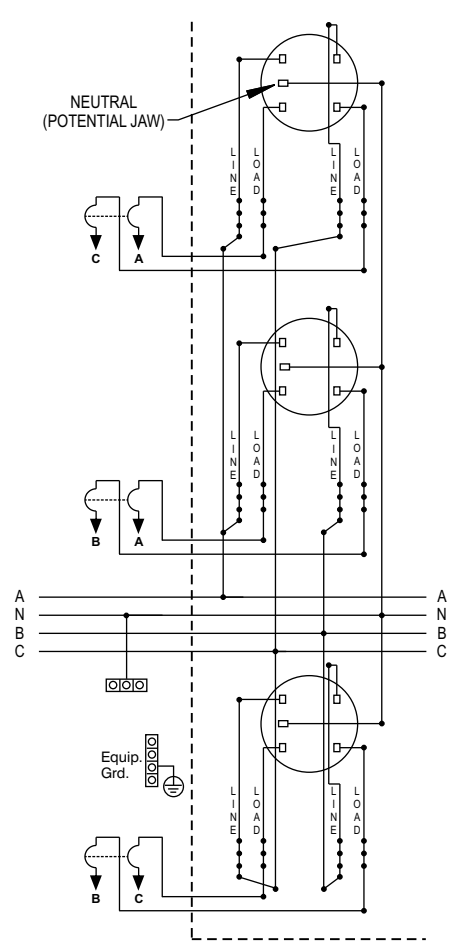 NEUTRAL
(POTENTIAL JAW)
LINE
LOAD
LINE
LOAD
C
A
LINE
LOAD
LINE
LOAD
B
A
A
A
N
N
B
B
C
C
Equip.
Grd.
LINE
LOAD
LINE
LOAD
B
C